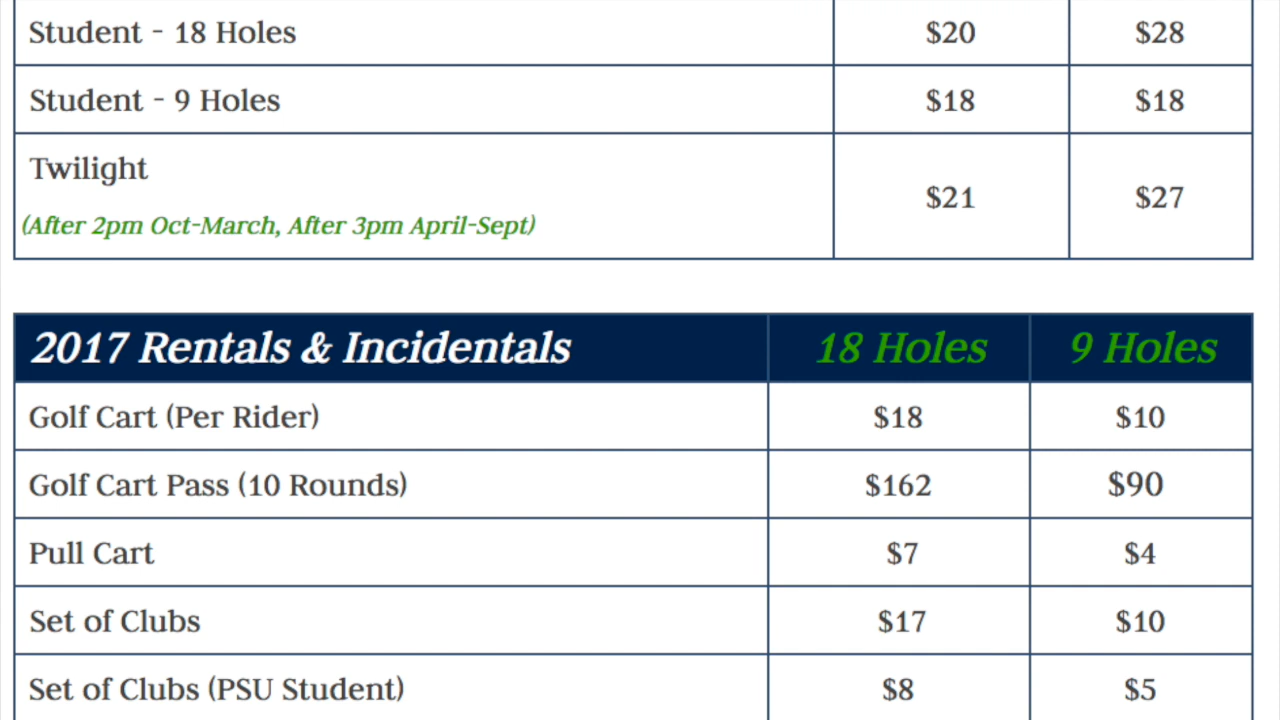 Student - 18 Holes $20 $28
Student - 9 Holes $18 $18
Twilight
(After 2pm Oct-March, After 3pm April-Sept) $21 $27
2017 Rentals & Incidentals 18 Holes 9 Holes
Golf Cart (Per Rider) $18 $10
Golf Cart Pass (10 Rounds) $162 $90
Pull Cart $7 $4
Set of Clubs $17 $10
Set of Clubs (PSU Student) $8 $5